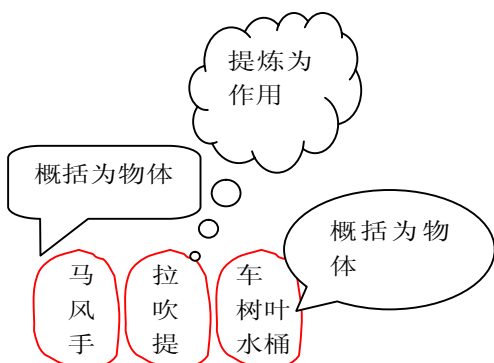 提炼为
作用
概括为物体
概括为物
体
马 拉 车
风 吹 树叶
手 提 水桶